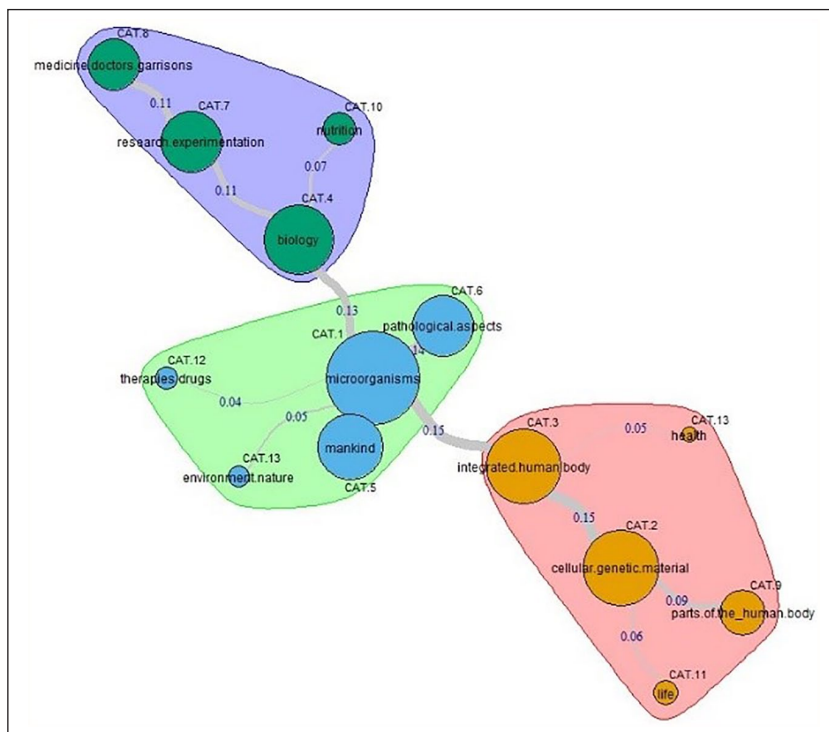 CAT.8
medicine.doctors.garrisons
0.11
CAT.7
research.experimentation
CAT.10
nutrition
0.07
0.11
CAT.4
biology
0.13
CAT.6
pathological.aspects
CAT.1
14
microorganisms
CAT.12
therapies.drugs
0.04
0.05
mankind
CAT.5
CAT.13
environment.nature
0.15
CAT.3
integrated.human.body
0.05
CAT.13
health
0.15
CAT.2
cellular.genetic.material
0.09
CAT.9
parts.of.the_human.body
0.06
CAT.11
life